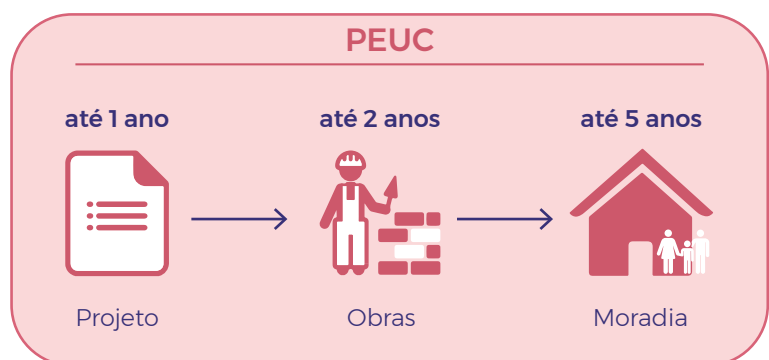 PEUC
até 1 ano
até 2 anos
até 5 anos
Projeto
Obras
Moradia